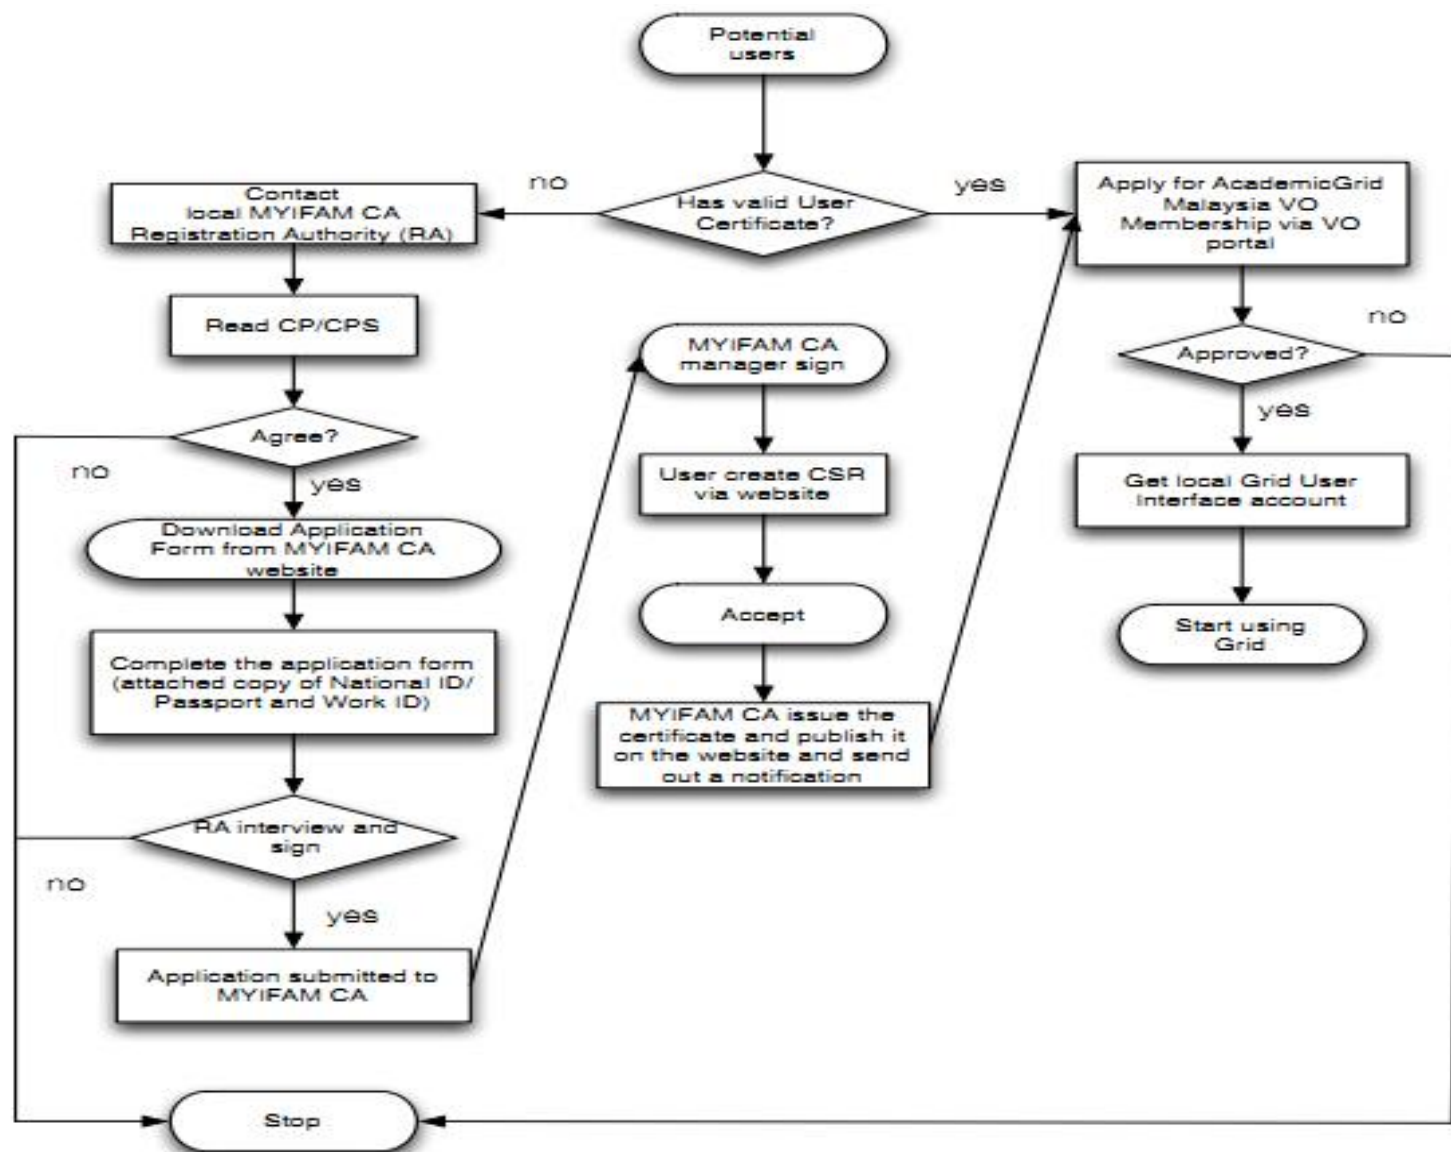 Potential
users
Has valid User
Certificate?
no
yes
Contact
local MYIFAM CA
Registration Authority (RA)
Read CP/CPS
Agree?
no
yes
Download Application
Form from MYIFAM CA
website
Complete the application form
(attached copy of National ID/
Passport and Work ID)
RA interview and
sign
no
yes
Application submitted to
MYIFAM CA
Stop
MYIFAM CA
manager sign
User create CSR
via website
Accept
MYIFAM CA issue the
certificate and publish it
on the website and send
out a notification
Apply for AcademicGrid
Malaysia VO
Membership via VO
portal
Approved?
no
yes
Get local Grid User
Interface account
Start using
Grid